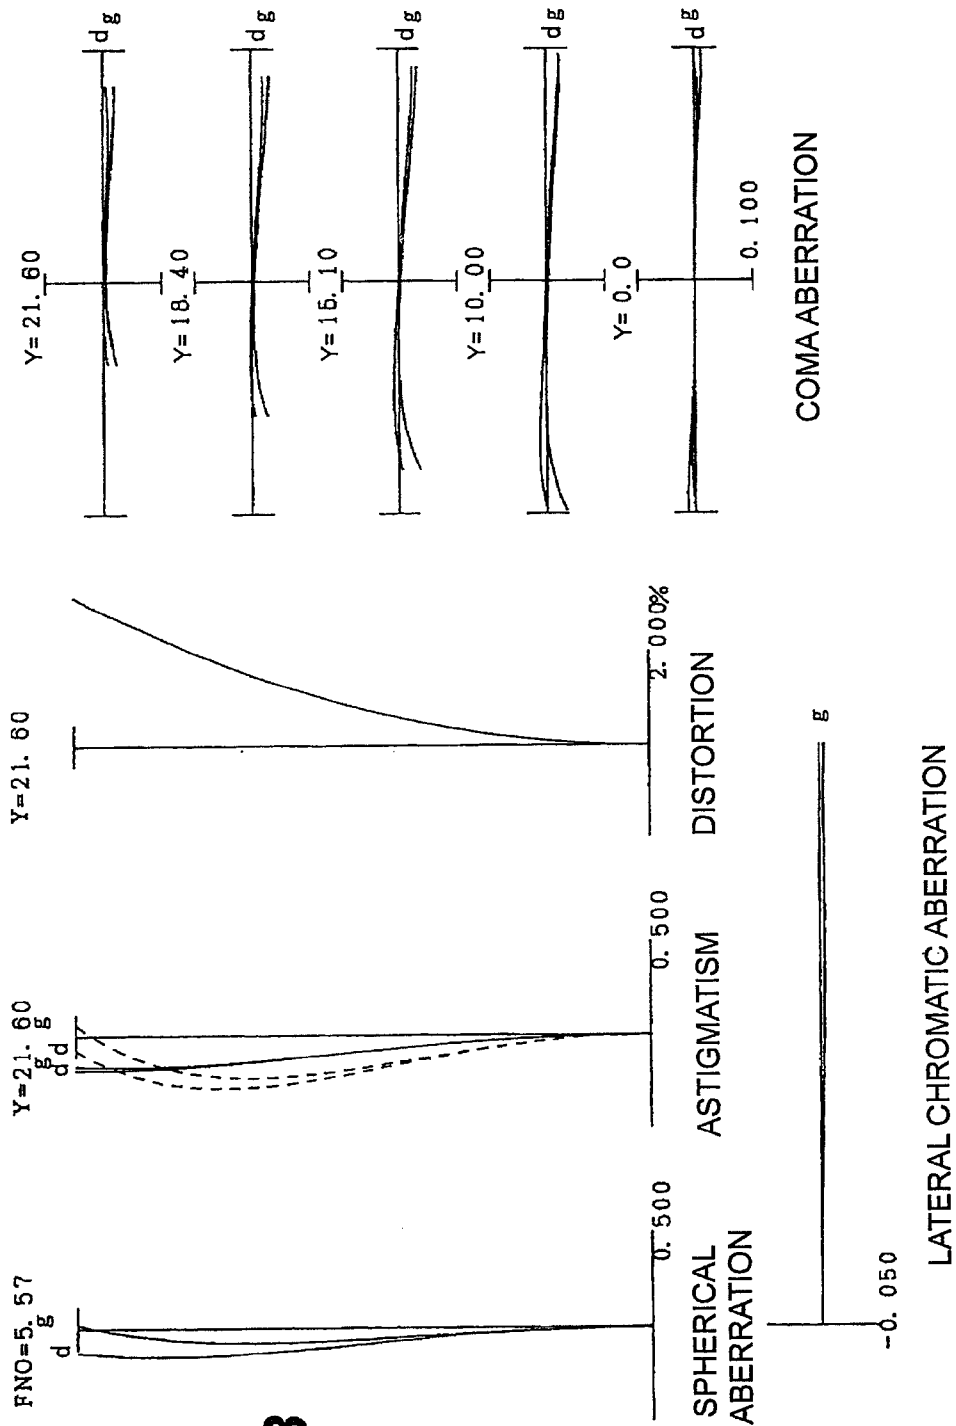 FNO=5. 57
d g
0. 500
SPHERICAL
ABERRATION
Y=21. 60
g g
d d
0. 500
ASTIGMATISM
Y=21. 60
2. 000%
DISTORTION
Y=21. 60
d g
Y=18. 40
d g
Y=15. 10
d g
Y=10. 00
d g
Y=0. 0
d g
0. 100
COMA ABERRATION
g
-0. 050
LATERAL CHROMATIC ABERRATION